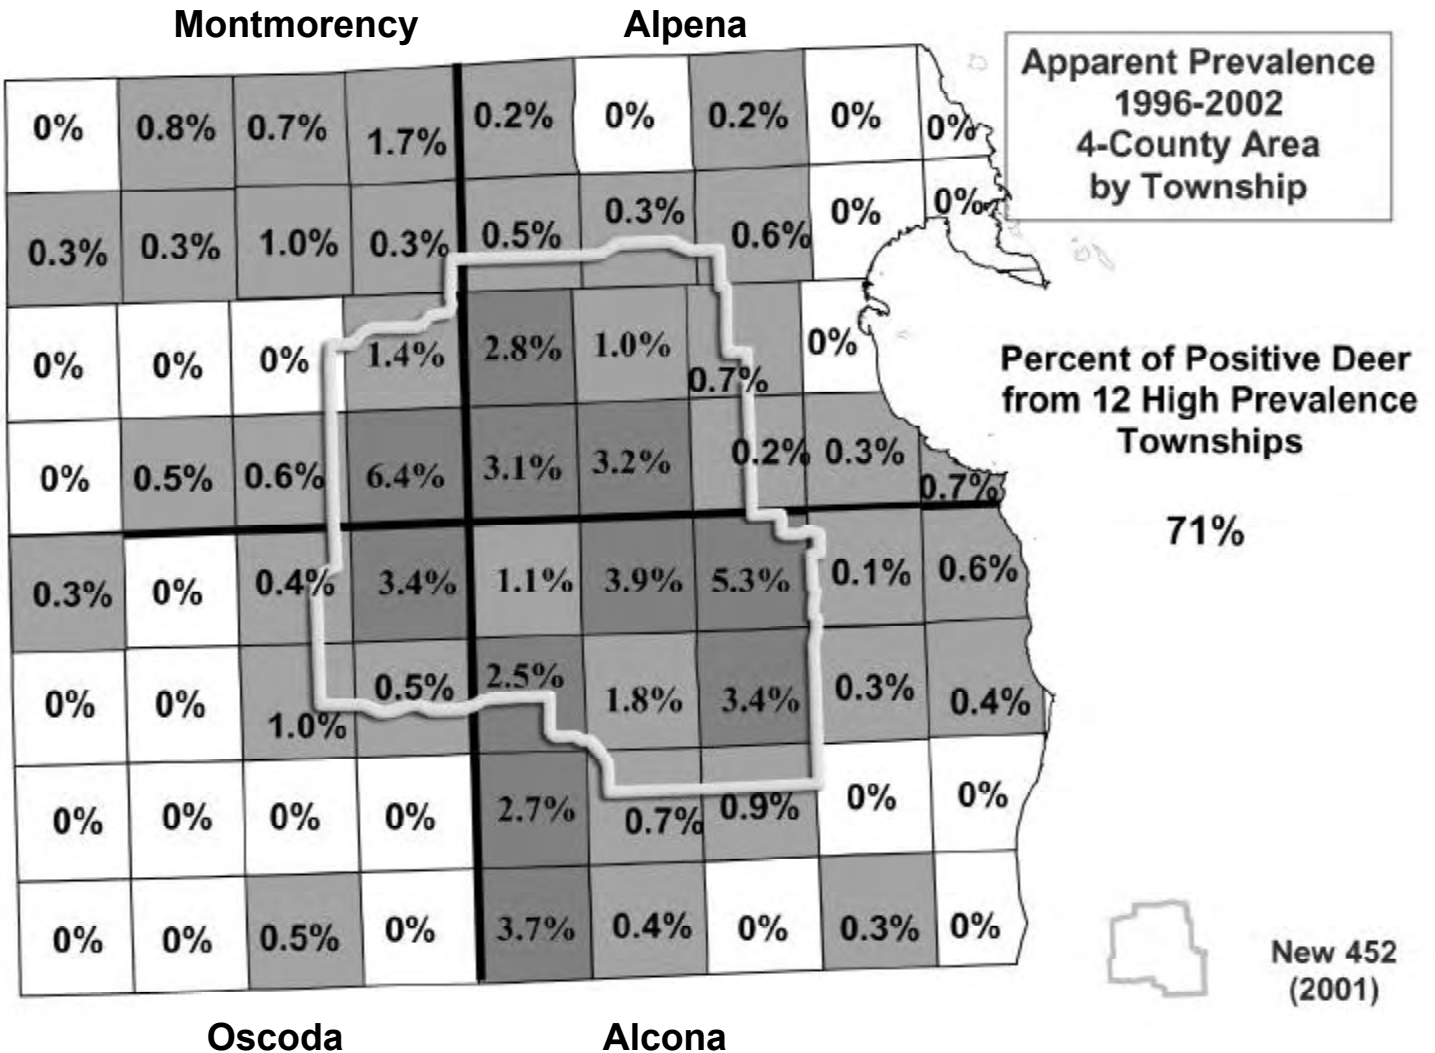 Montmorency
Alpena
Apparent Prevalence
1996-2002
4-County Area
by Township
0% 0.8% 0.7% 1.7% 0.2% 0% 0.2% 0% 0%
0.3% 0.3% 1.0% 0.3% 0.5% 0.3% 0.6% 0% 0%
0% 0% 0% 1.4% 2.8% 1.0% 0.7% 0%
Percent of Positive Deer
from 12 High Prevalence
Townships
71%
0% 0.5% 0.6% 6.4% 3.1% 3.2% 0.2% 0.3% 0.7%
0.3% 0% 0.4% 3.4% 1.1% 3.9% 5.3% 0.1% 0.6%
0% 0% 1.0% 0.5% 2.5% 1.8% 3.4% 0.3% 0.4%
0% 0% 0% 0% 2.7% 0.7% 0.9% 0% 0%
0% 0% 0.5% 0% 3.7% 0.4% 0% 0.3% 0%
New 452
(2001)
Oscoda
Alcona